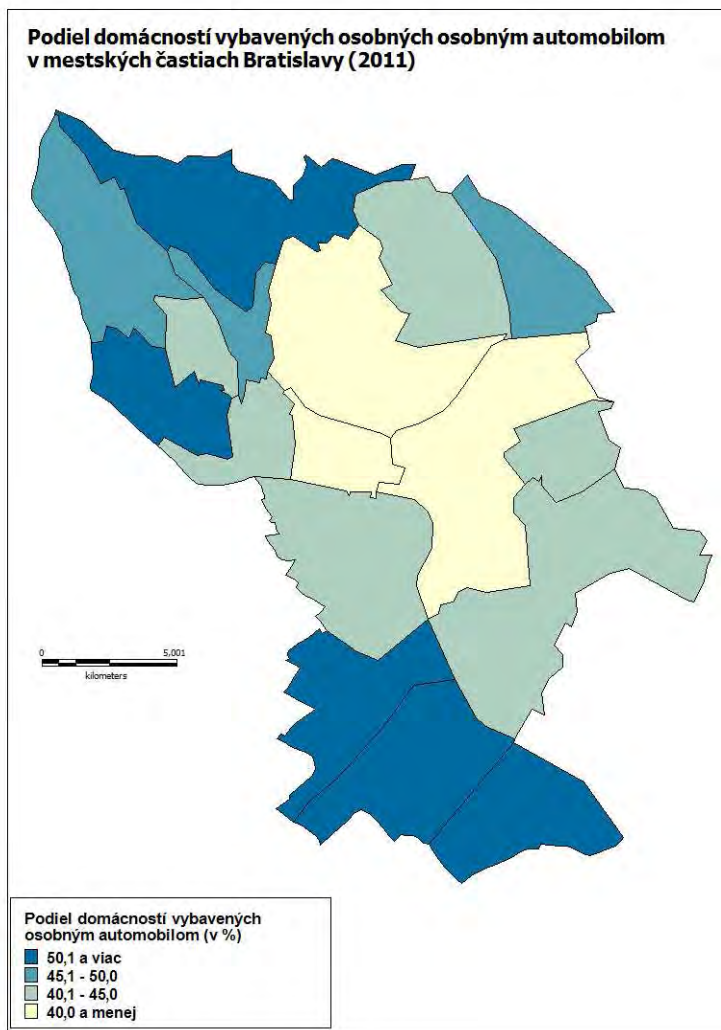 Podiel domácností vybavených osobných osobným automobilom
v mestských častiach Bratislavy (2011)
0 5,001
kilometers
Podiel domácností vybavených
osobným automobilom (v %)
50,1 a viac
45,1 - 50,0
40,1 - 45,0
40,0 a menej